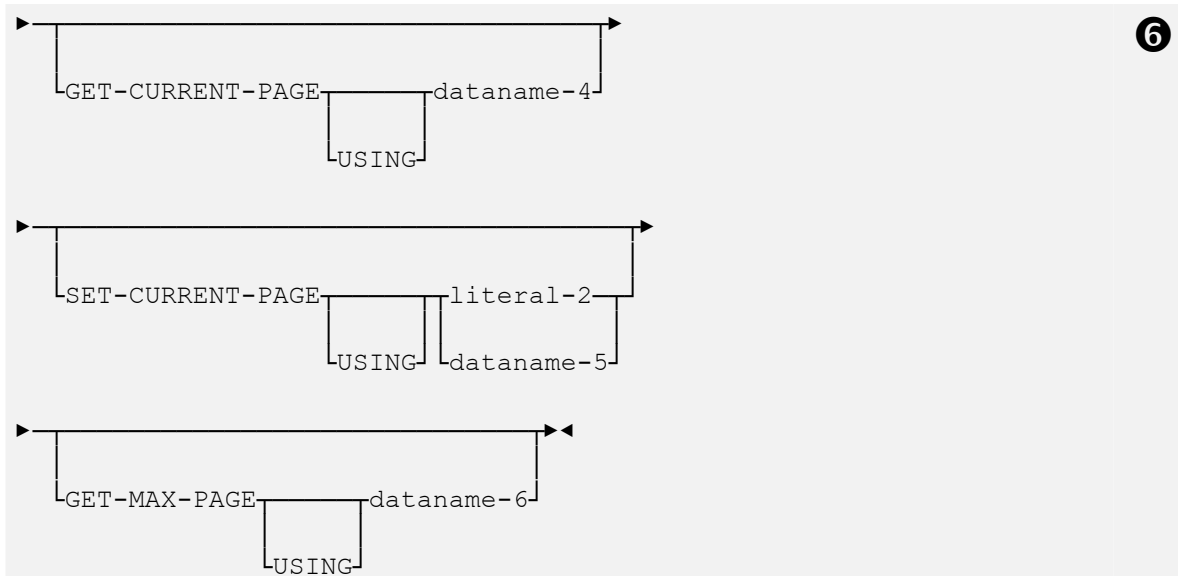 ❻
GET-CURRENT-PAGE dataname-4
USING
SET-CURRENT-PAGE literal-2
USING dataname-5
GET-MAX-PAGE dataname-6
USING